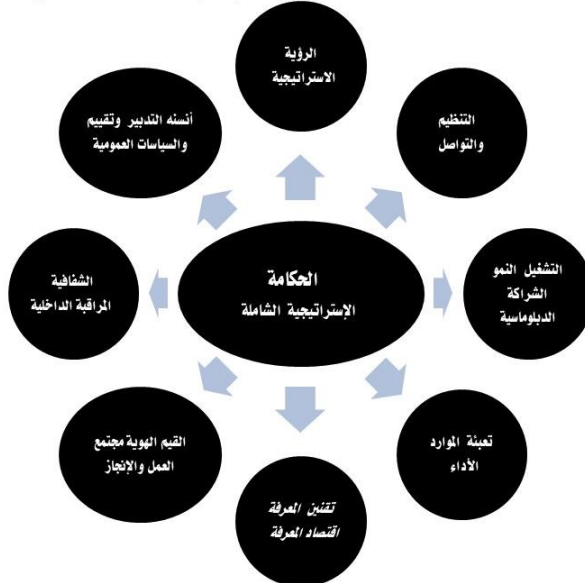 الرؤية
الاستراتيجية
التنظيم
والتواصل
التشغيل النمو
الشراكة
الدبلوماسية
تعبئة الموارد
الأداء
تقنين المعرفة
اقتصاد المعرفة
القيم الهوية مجتمع
العمل والإنجاز
الشفافية
المراقبة الداخلية
أنسنه التدبير وتقييم
والسياسات العمومية
الحكامة
الإستراتيجية الشاملة